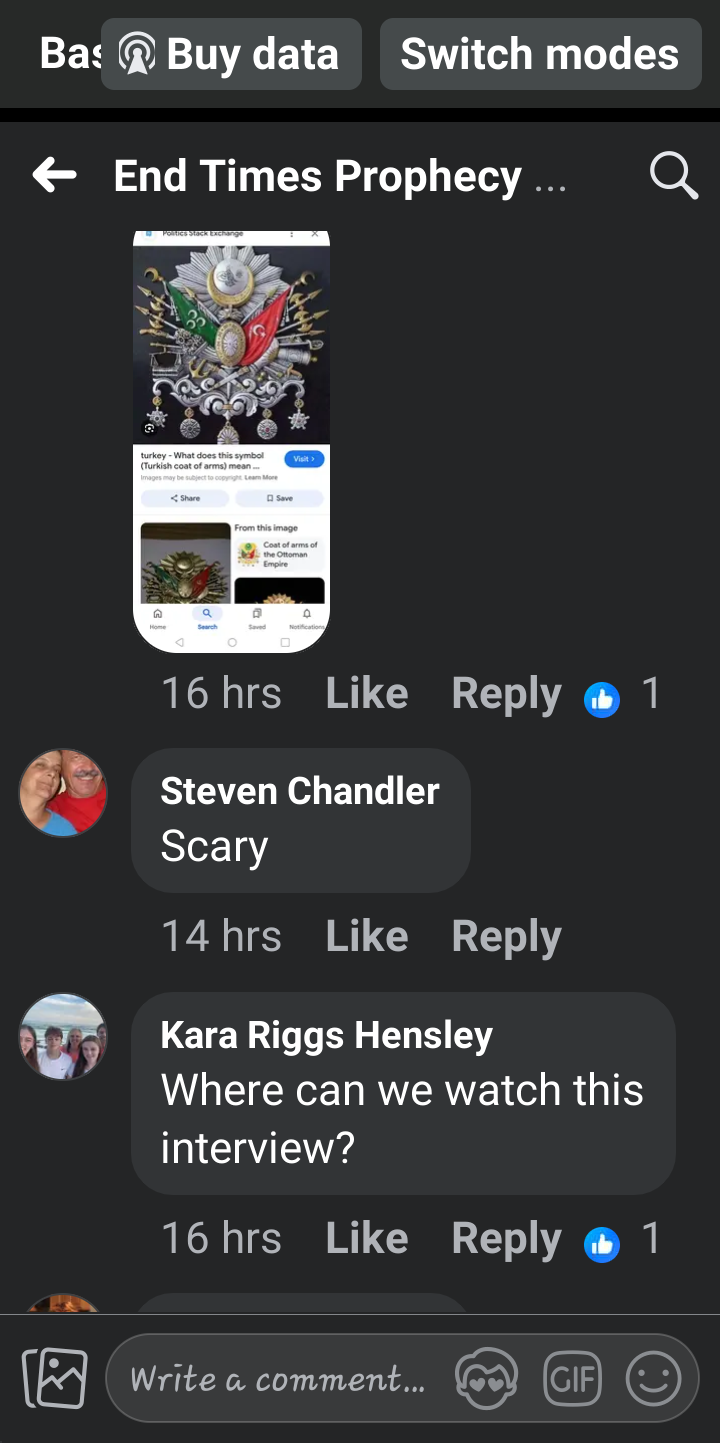 Bas Buy data Switch modes
End Times Prophecy ...
Politics Stack Exchange
turkey - What does this symbol
(Turkish coat of arms) mean ...
Visit >
Images may be subject to copyright. Learn More
Share Save
From this image
Coat of arms of
the Ottoman
Empire
Home Search Saved Notifications
16 hrs Like Reply 1
Steven Chandler
Scary
14 hrs Like Reply
Kara Riggs Hensley
Where can we watch this
interview?
16 hrs Like Reply 1
Write a comment...
GIF